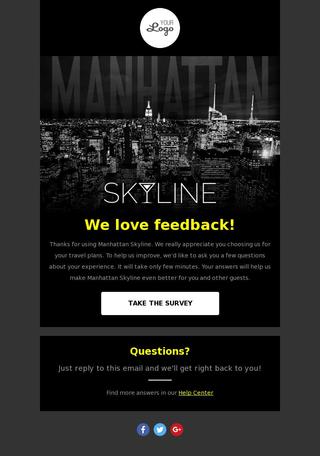 YOUR
Logo
MANHATTAN
SKYLINE
We love feedback!
Thanks for using Manhattan Skyline. We really appreciate you choosing us for
your travel plans. To help us improve, we'd like to ask you a few questions
about your experience. It will take only few minutes. Your answers will help us
make Manhattan Skyline even better for you and other guests.
TAKE THE SURVEY
Questions?
Just reply to this email and we'll get right back to you!
Find more answers in our Help Center
f
G+